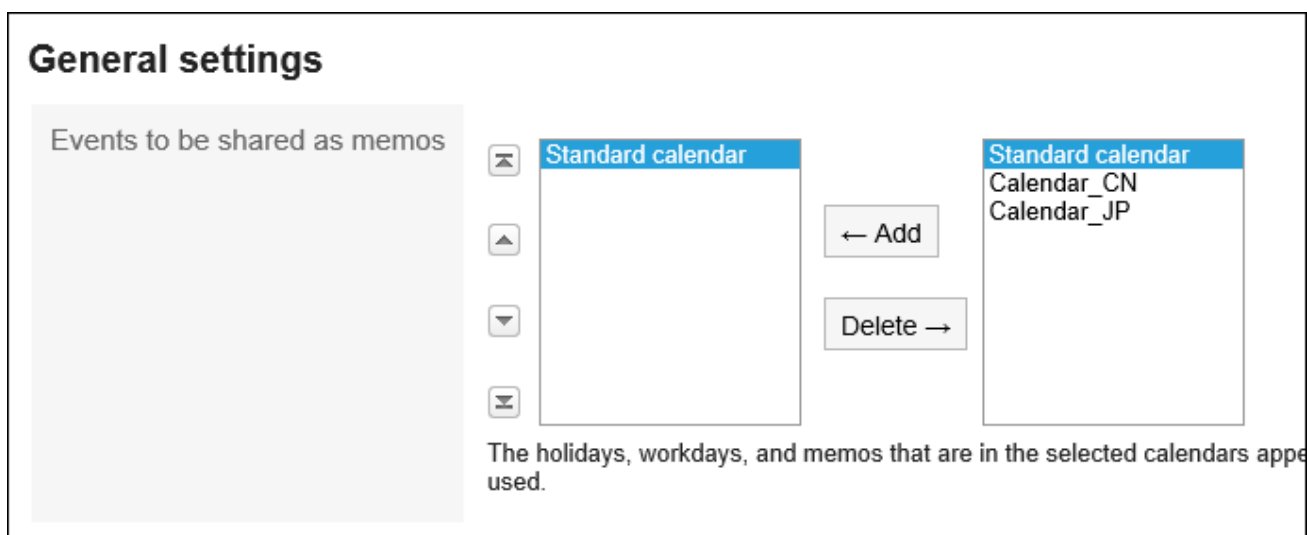 General settings
Events to be shared as memos
Standard calendar
← Add
Delete →
Standard calendar
Calendar_CN
Calendar_JP
The holidays, workdays, and memos that are in the selected calendars appe
used.